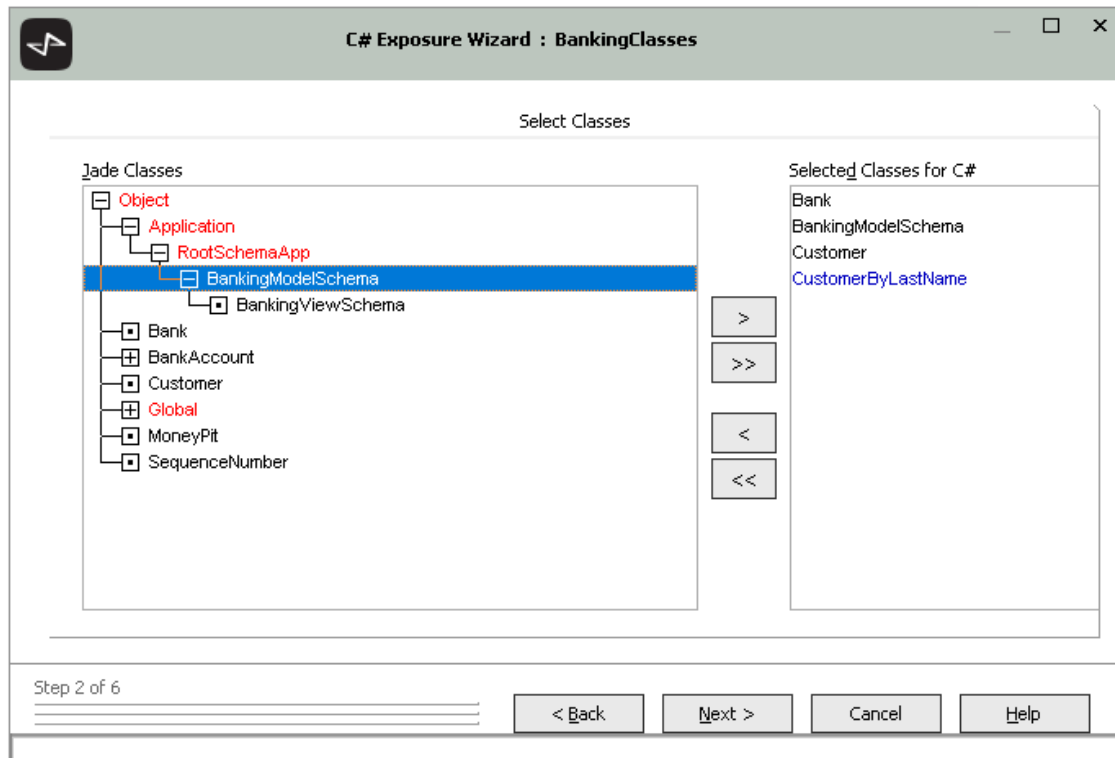 C# Exposure Wizard : BankingClasses
Select Classes
Jade Classes
Object
Application
RootSchemaApp
BankingModelSchema
BankingViewSchema
Bank
BankAccount
Customer
Global
MoneyPit
SequenceNumber
>
>>
<
<<
Selected Classes for C#
Bank
BankingModelSchema
Customer
CustomerByLastName
Step 2 of 6
< Back
Next >
Cancel
Help